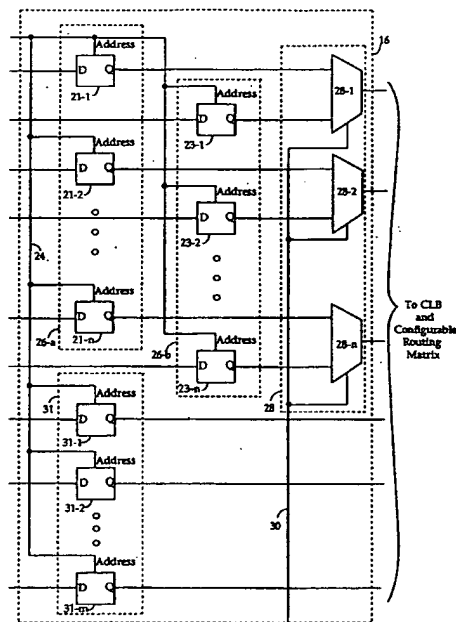 16
Address
D Q
21-1
28-1
Address
D Q
23-1
Address
D Q
21-2
28-2
Address
D Q
23-2
24
To CLB
and
Configurable
Routing
Matrix
Address
D Q
21-n
26-a
26-b
28-n
Address
D Q
23-n
28
31
Address
D Q
31-1
Address
D Q
31-2
30
Address
D Q
31-m